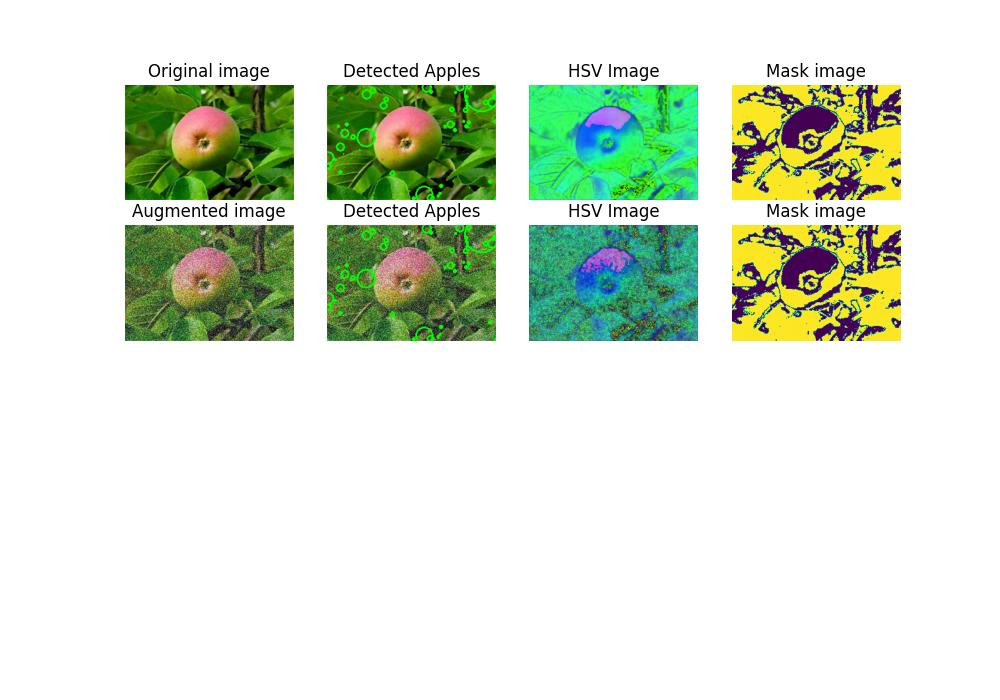 Original image
Detected Apples
HSV Image
Mask image
Augmented image
Detected Apples
HSV Image
Mask image